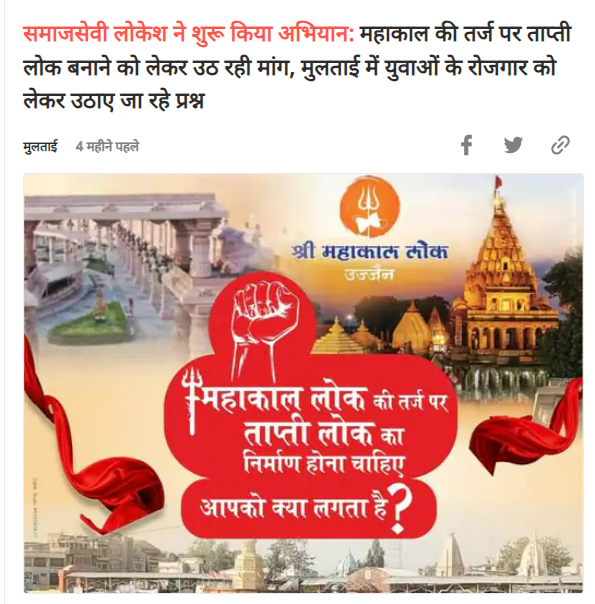 समाजसेवी लोकेश ने शुरू किया अभियान: महाकाल की तर्ज पर ताप्ती
लोक बनाने को लेकर उठ रही मांग, मुलताई में युवाओं के रोजगार को
लेकर उठाए जा रहे प्रश्न
मुलताई 4 महीने पहले
श्री महाकाल लोक
उज्जैन
महाकाल लोक की तर्ज पर
ताप्ती लोक का
निर्माण होना चाहिए
आपको क्या लगता है?